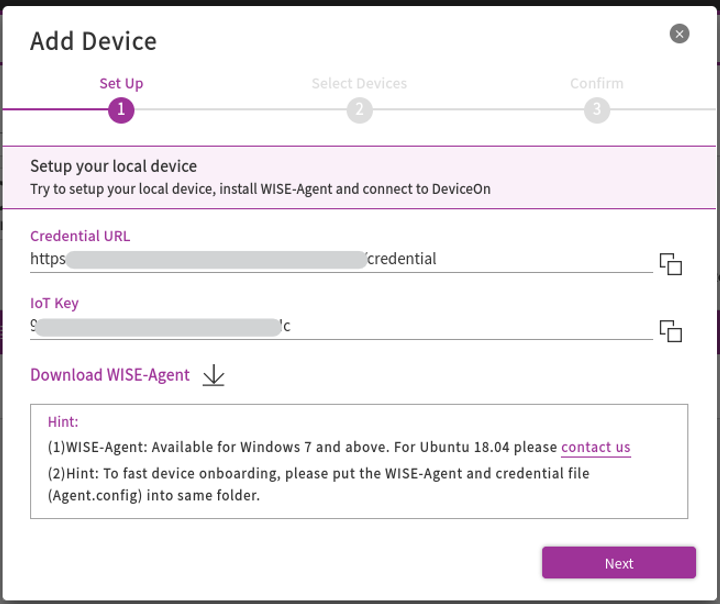 Add Device
Set Up
Select Devices
Confirm
1
2
3
Setup your local device
Try to setup your local device, install WISE-Agent and connect to DeviceOn
Credential URL
https
credential
IoT Key
9
c
Download WISE-Agent
Hint:
(1)WISE-Agent: Available for Windows 7 and above. For Ubuntu 18.04 please contact us
(2)Hint: To fast device onboarding, please put the WISE-Agent and credential file
(Agent.config) into same folder.
Next